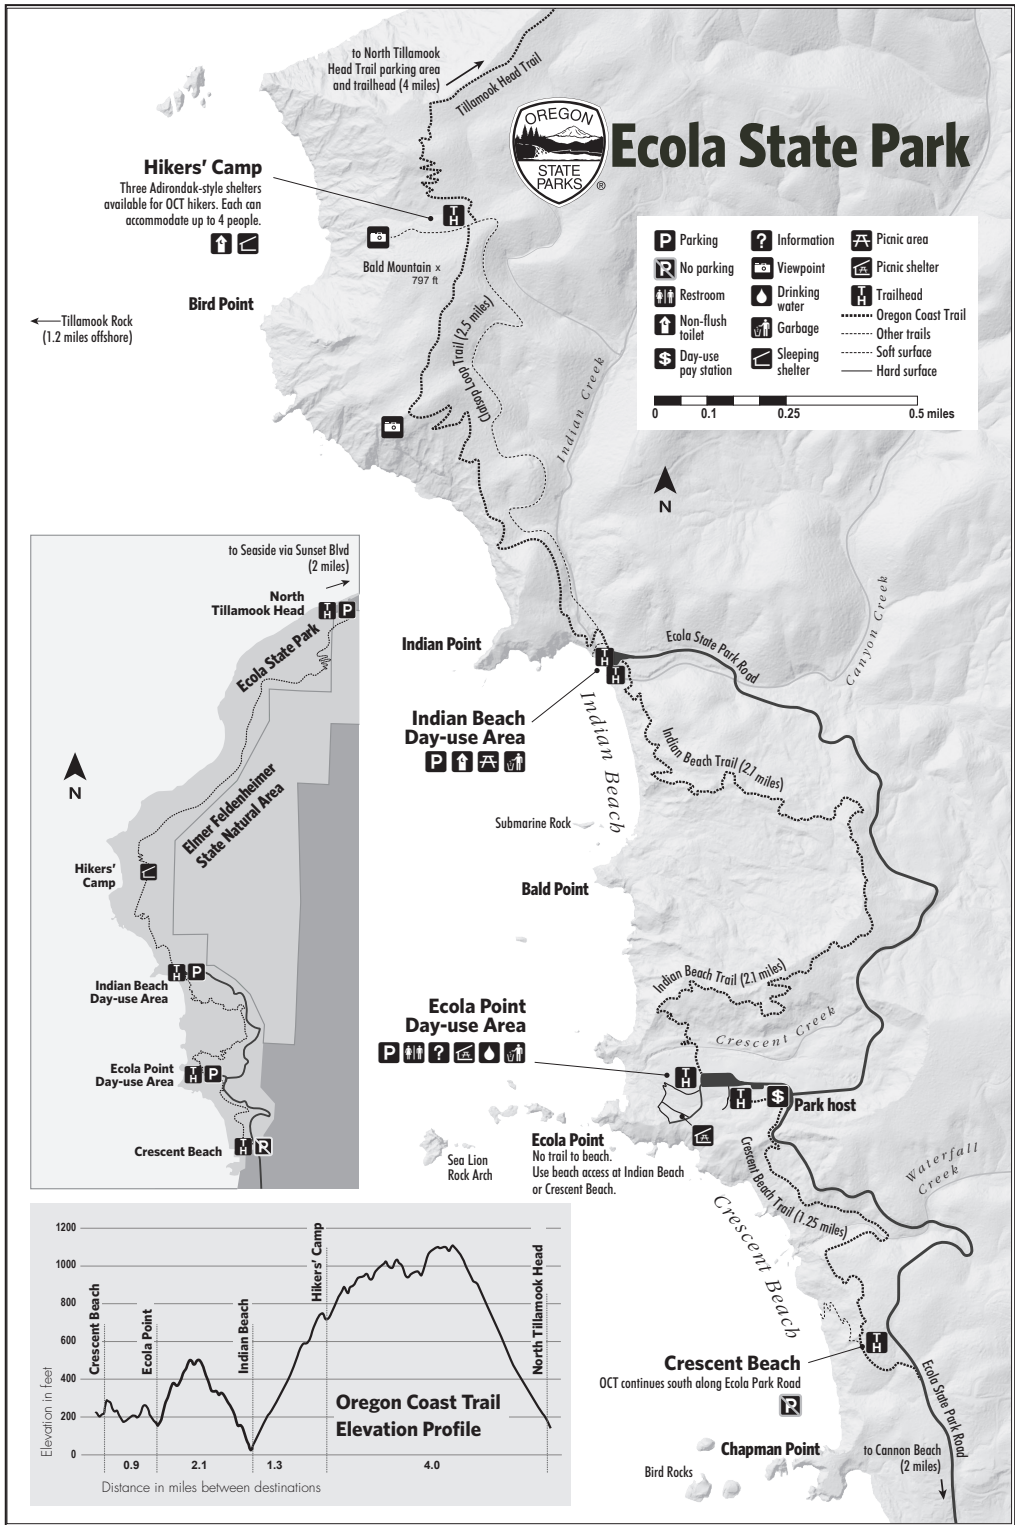 to North Tillamook
Head Trail parking area
and trailhead (4 miles)
Tillamook Head Trail
OREGON
STATE
PARKS
®
Ecola State Park
Hikers' Camp
Three Adirondak-style shelters
available for OCT hikers. Each can
accommodate up to 4 people.
T
H
Bald Mountain x
797 ft
Bird Point
Tillamook Rock
(1.2 miles offshore)
Clatsop Loop Trail (2.5 miles)
Indian Creek
P Parking
R No parking
Restroom
Non-flush
toilet
$ Day-use
pay station
? Information
Viewpoint
Drinking
water
Garbage
Sleeping
shelter
Picnic area
Picnic shelter
T
H Trailhead
Oregon Coast Trail
Other trails
Soft surface
Hard surface
0 0.1 0.25 0.5 miles
N
Canyon Creek
Indian Point
T
H
T
H
Ecola State Park Road
Indian Beach
Day-use Area
P
Indian Beach
Indian Beach Trail (2.1 miles)
Submarine Rock
Bald Point
Indian Beach Trail (2.1 miles)
Ecola Point
Day-use Area
P ?
Crescent Creek
T
H
T
H
$
Park host
Ecola Point
No trail to beach.
Use beach access at Indian Beach
or Crescent Beach.
Sea Lion
Rock Arch
Crescent Beach Trail (1.25 miles)
Waterfall
Creek
Crescent Beach
T
H
Crescent Beach
OCT continues south along Ecola Park Road
R
Ecola State Park Road
Chapman Point
Bird Rocks
to Cannon Beach
(2 miles)
to Seaside via Sunset Blvd
(2 miles)
North
Tillamook Head
T
H P
Ecola State Park
N
Elmer Feldenheimer
State Natural Area
Hikers'
Camp
T
H P
Indian Beach
Day-use Area
Ecola Point
Day-use Area
T
H P
Crescent Beach
T
H R
1200
1000
800
600
400
200
0
Elevation in feet
Crescent Beach
Ecola Point
Indian Beach
Hikers' Camp
North Tillamook Head
Oregon Coast Trail
Elevation Profile
0.9 2.1 1.3 4.0
Distance in miles between destinations